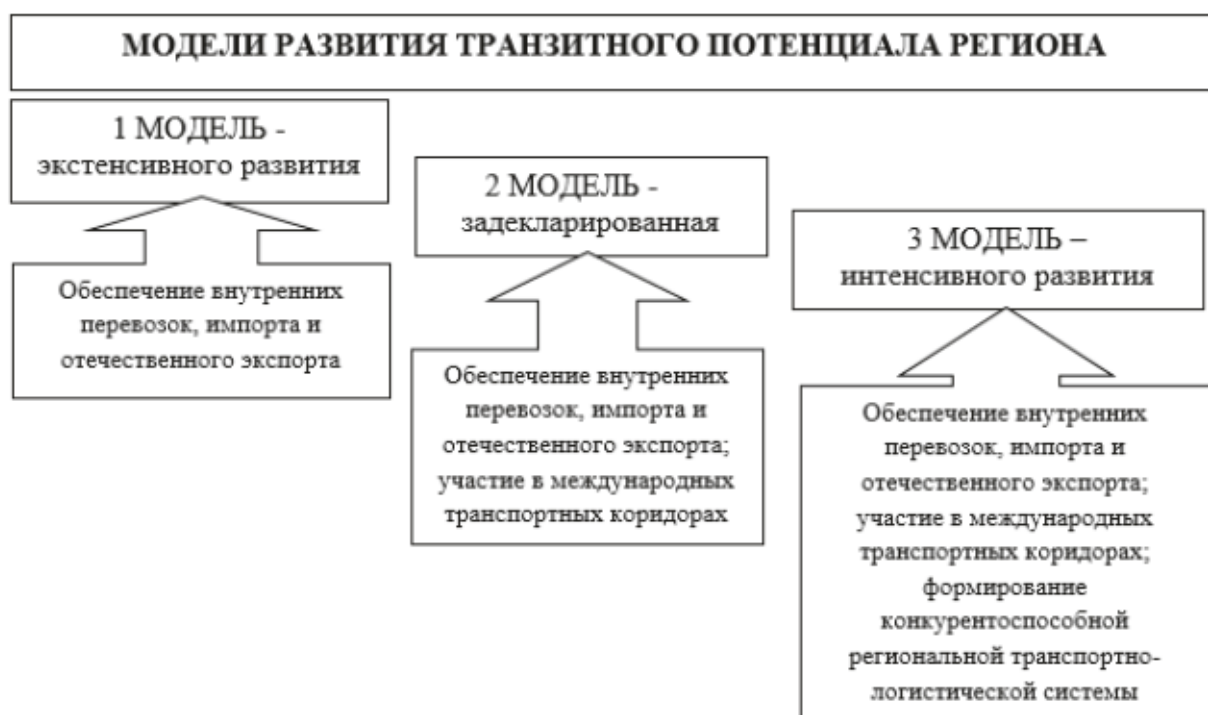 МОДЕЛИ РАЗВИТИЯ ТРАНЗИТНОГО ПОТЕНЦИАЛА РЕГИОНА
1 МОДЕЛЬ -
экстенсивного развития
Обеспечение внутренних
перевозок, импорта и
отечественного экспорта
2 МОДЕЛЬ -
задекларированная
Обеспечение внутренних
перевозок, импорта и
отечественного экспорта;
участие в международных
транспортных коридорах
3 МОДЕЛЬ –
интенсивного развития
Обеспечение внутренних
перевозок, импорта и
отечественного экспорта;
участие в международных
транспортных коридорах;
формирование
конкурентоспособной
региональной транспортно-
логистической системы